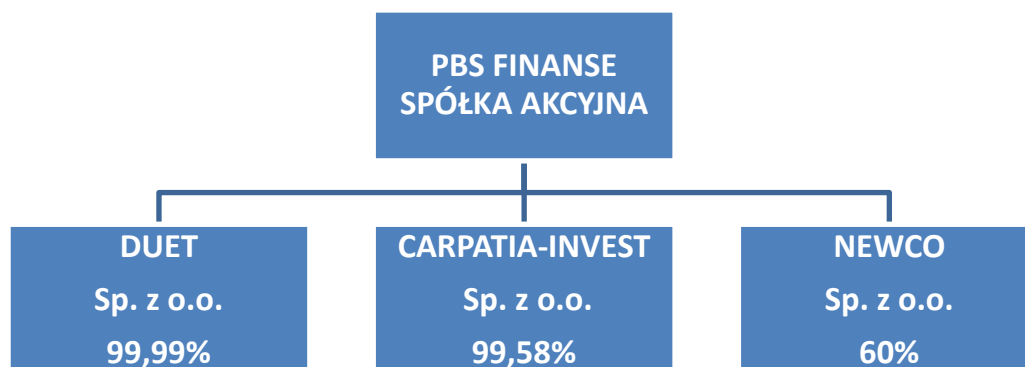 PBS FINANSE
SPÓŁKA AKCYJNA
DUET
Sp. z o.o.
99,99%
CARPATIA-INVEST
Sp. z o.o.
99,58%
NEWCO
Sp. z o.o.
60%